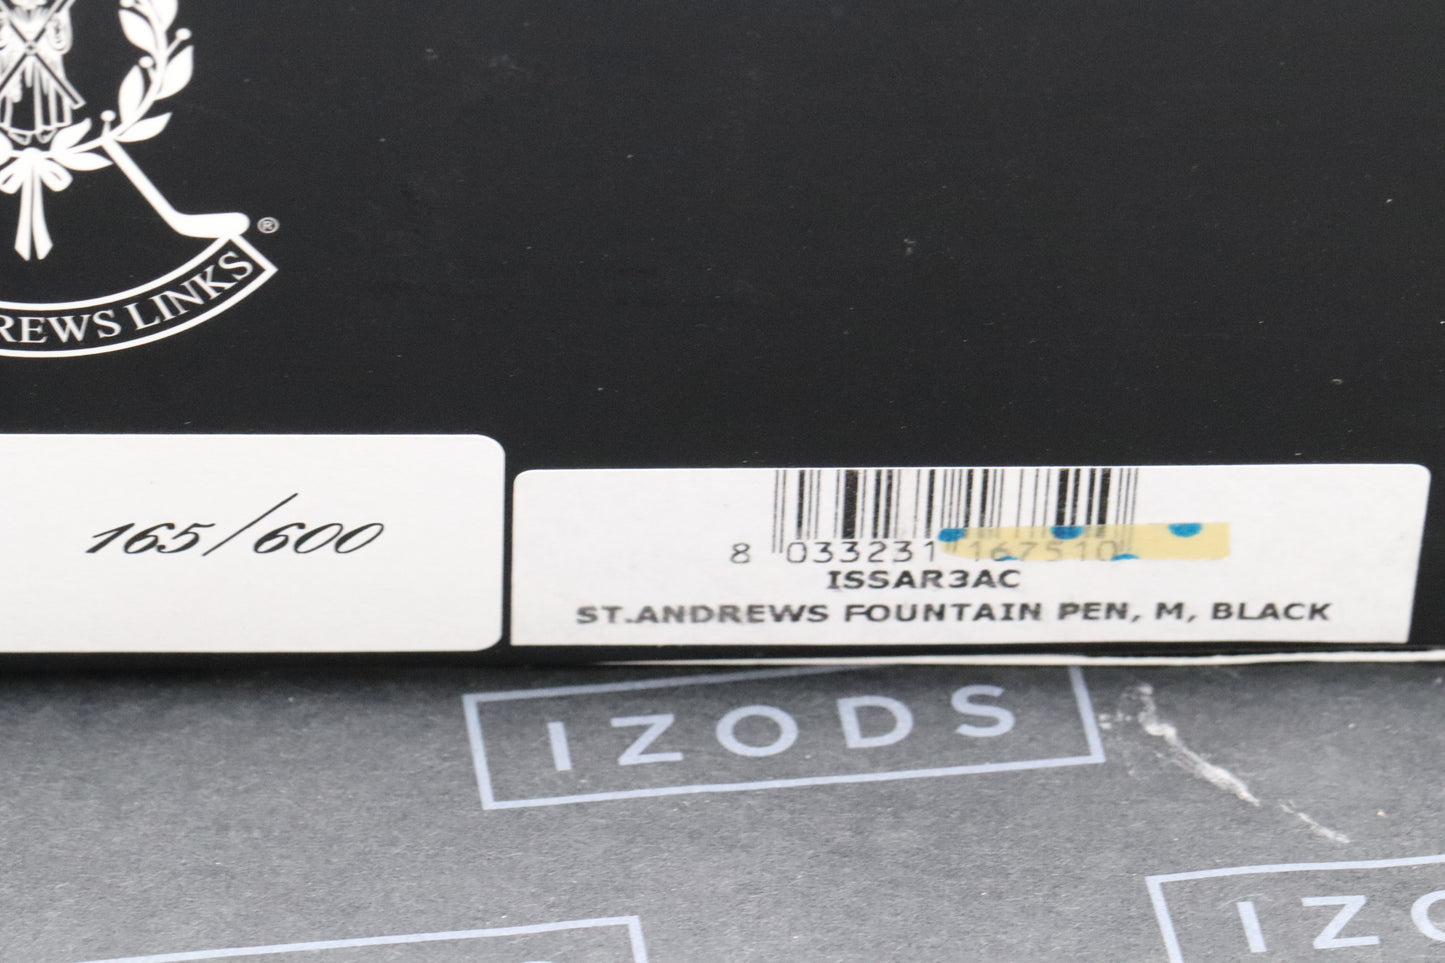 ®
REWS LINKS
165/600
8 033231 167510
ISSAR3AC
ST.ANDREWS FOUNTAIN PEN, M, BLACK
IZODS
IZO